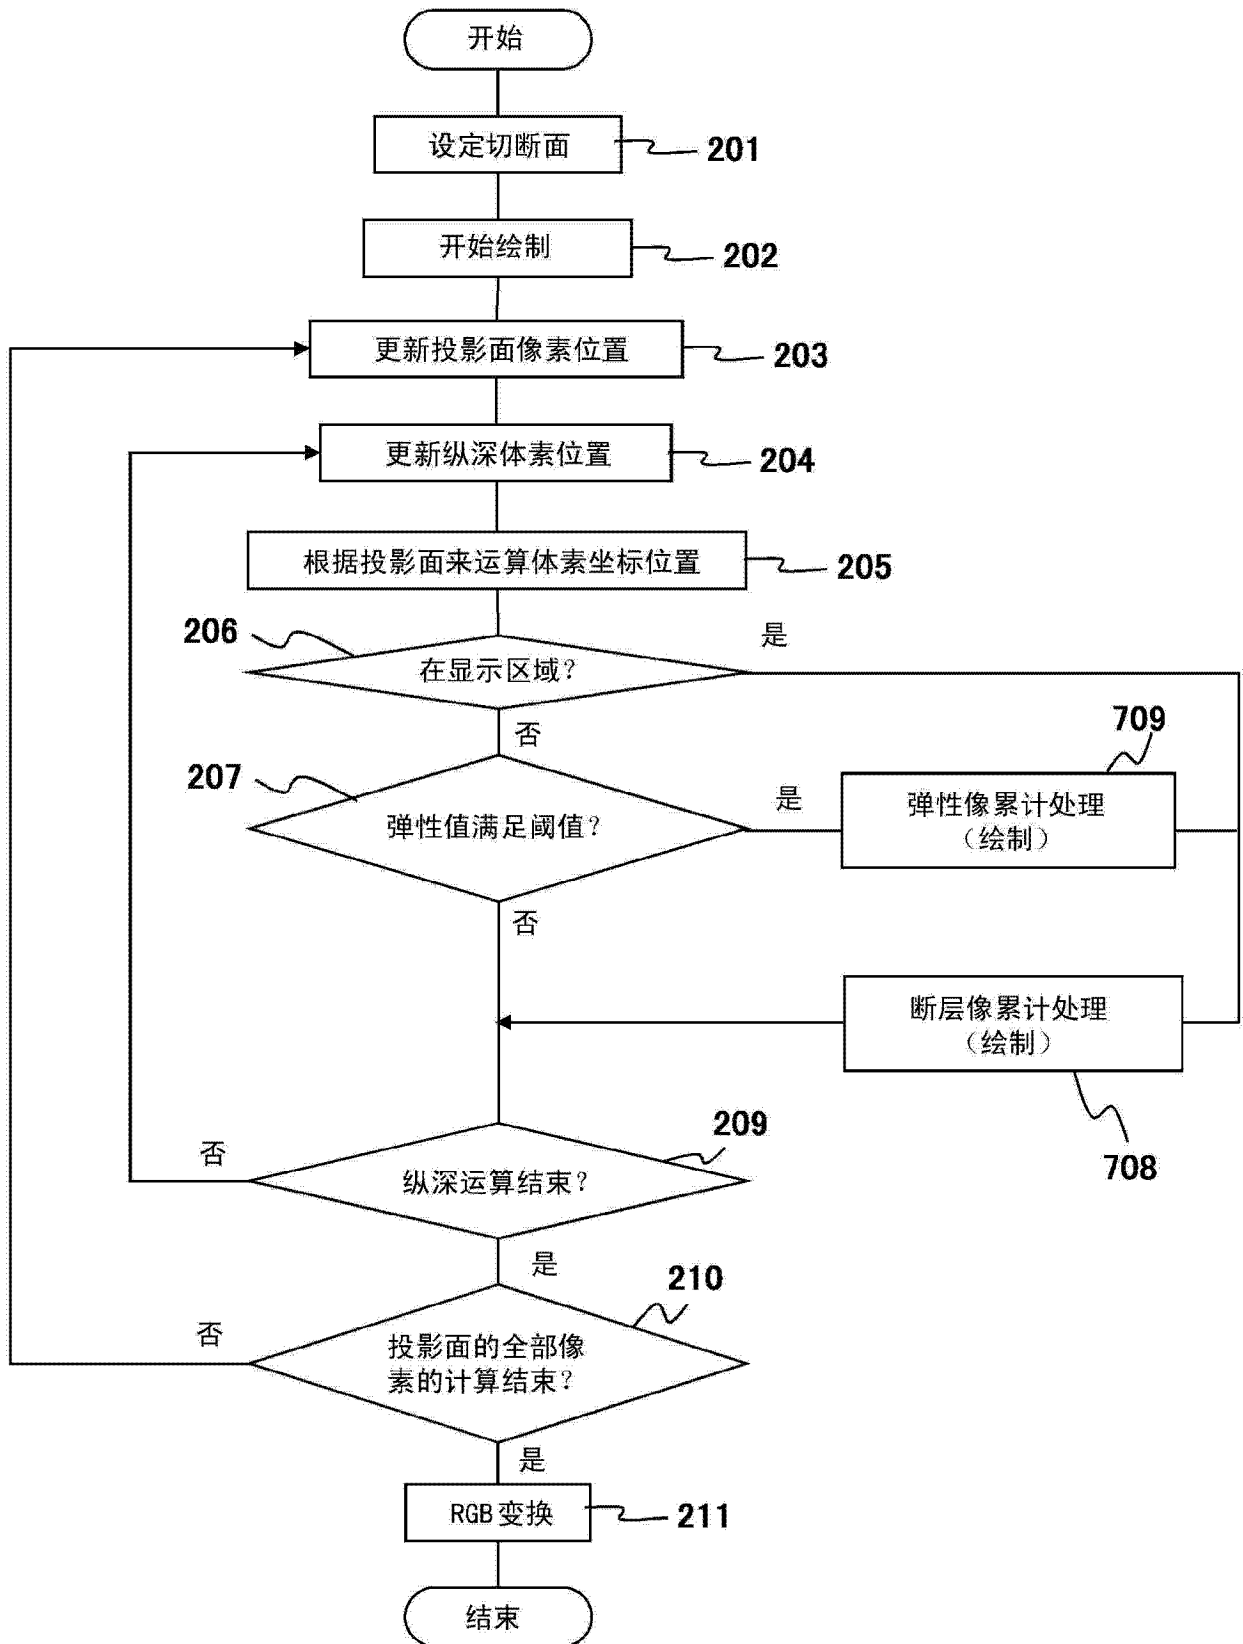 开始
设定切断面
201
开始绘制
202
更新投影面像素位置
203
更新纵深体素位置
204
根据投影面来运算体素坐标位置
205
206
在显示区域？
是
否
207
弹性值满足阈值？
是
709
弹性像累计处理
（绘制）
否
断层像累计处理
（绘制）
708
209
纵深运算结束？
否
是
210
投影面的全部像
素的计算结束？
否
是
RGB变换
211
结束